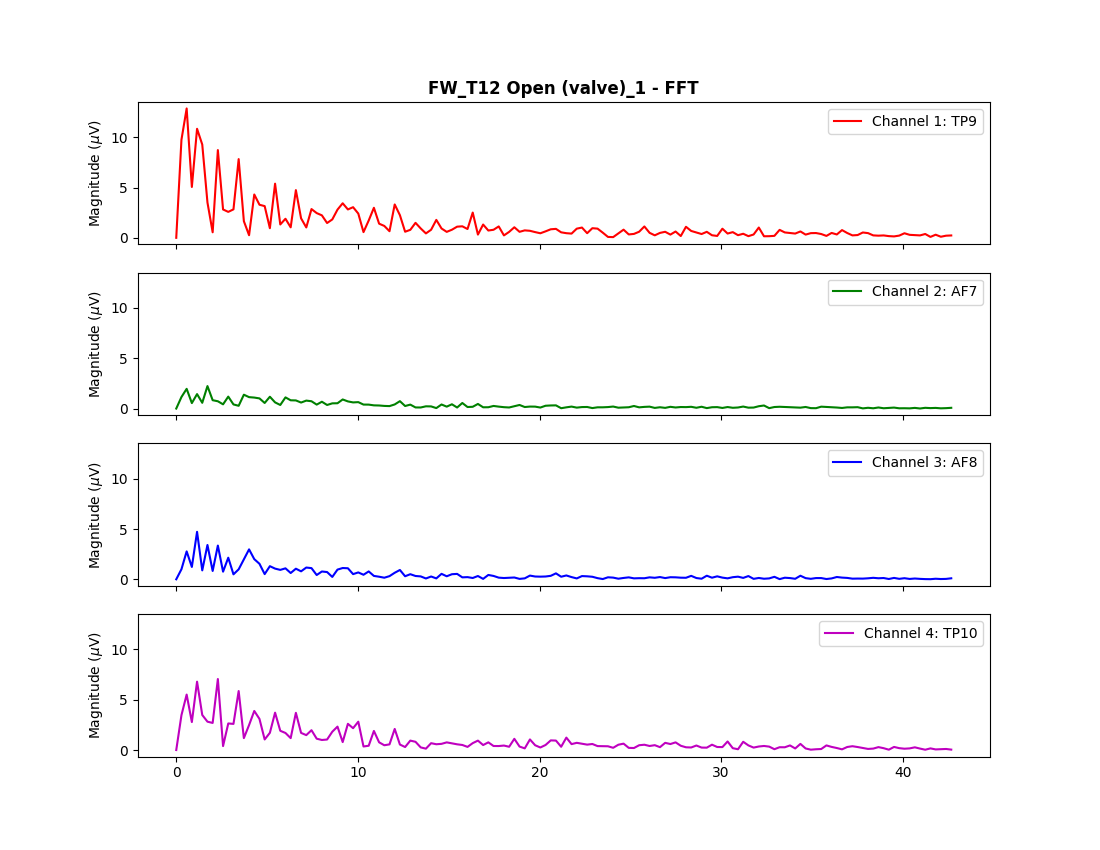 FW_T12 Open (valve)_1 - FFT
Magnitude (μV)
10
5
0
Channel 1: TP9
Magnitude (μV)
10
5
0
Channel 2: AF7
Magnitude (μV)
10
5
0
Channel 3: AF8
Magnitude (μV)
10
5
0
Channel 4: TP10
0 10 20 30 40